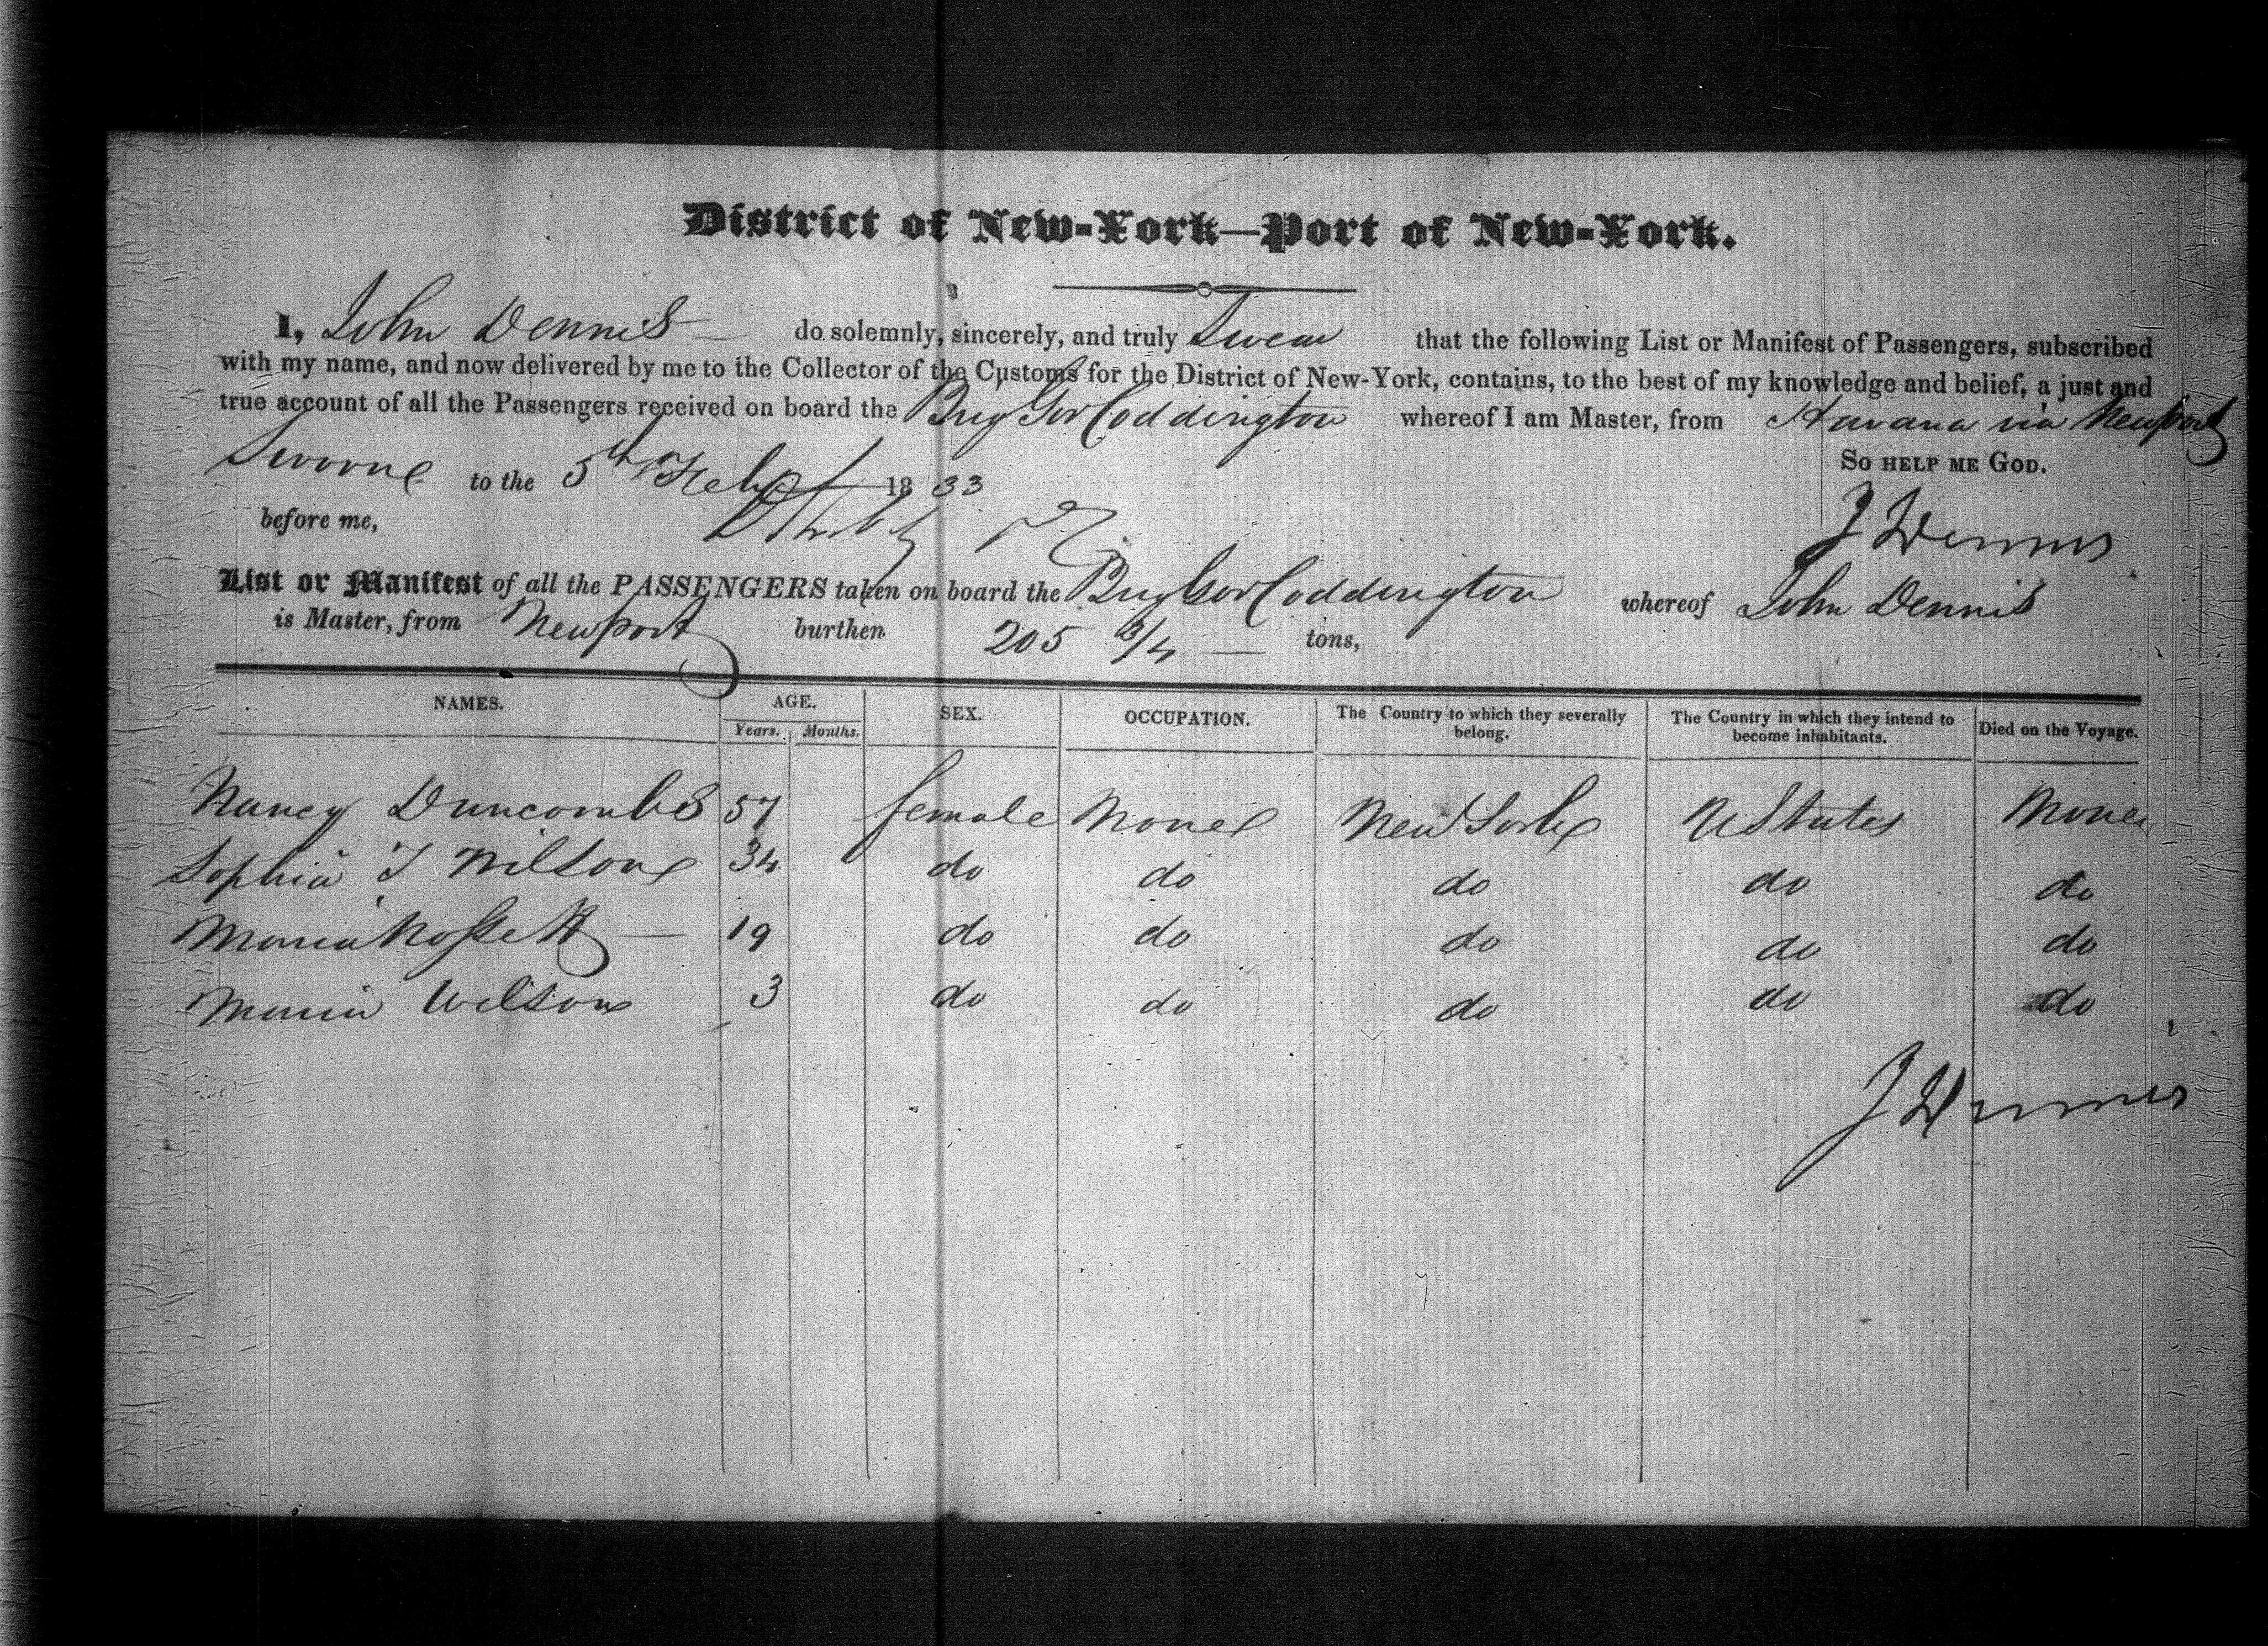 District of New-York—Port of New-York.
I, John Dennis do solemnly, sincerely, and truly Swear that the following List or Manifest of Passengers, subscribed
with my name, and now delivered by me to the Collector of the Customs for the District of New-York, contains, to the best of my knowledge and belief, a just and
true account of all the Passengers received on board the Brig Gov Coddington whereof I am Master, from Havana via Newport
Sworne to the 5th Feby 1833 So help me God.
before me, J Dennis
List or Manifest of all the PASSENGERS taken on board the Brig Gov Coddington whereof John Dennis
is Master, from Newport burthen 205 3/4 tons,
NAMES. AGE. Years. Months. SEX. OCCUPATION. The Country to which they severally belong. The Country in which they intend to become inhabitants. Died on the Voyage.
Nancy Duncombs 57 female None New York U States None
Sophia J Wilson 34 do do do do do
Maria 19 do do do do do
Maria Wilson 3 do do do do do
J Dennis